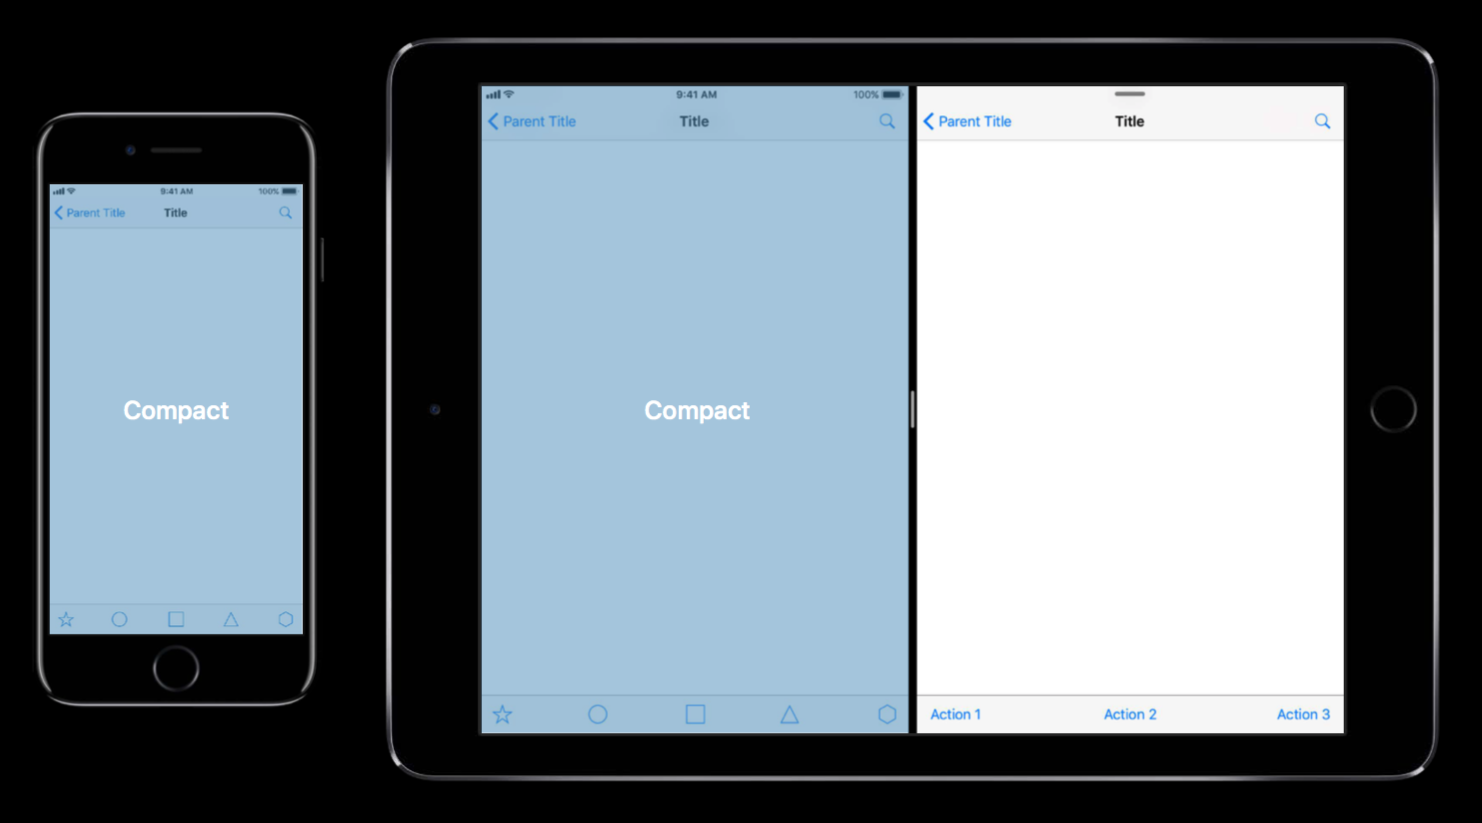 9:41 AM
100%
Parent Title
Title
Compact
9:41 AM
100%
Parent Title
Title
Compact
Parent Title
Title
Action 1
Action 2
Action 3